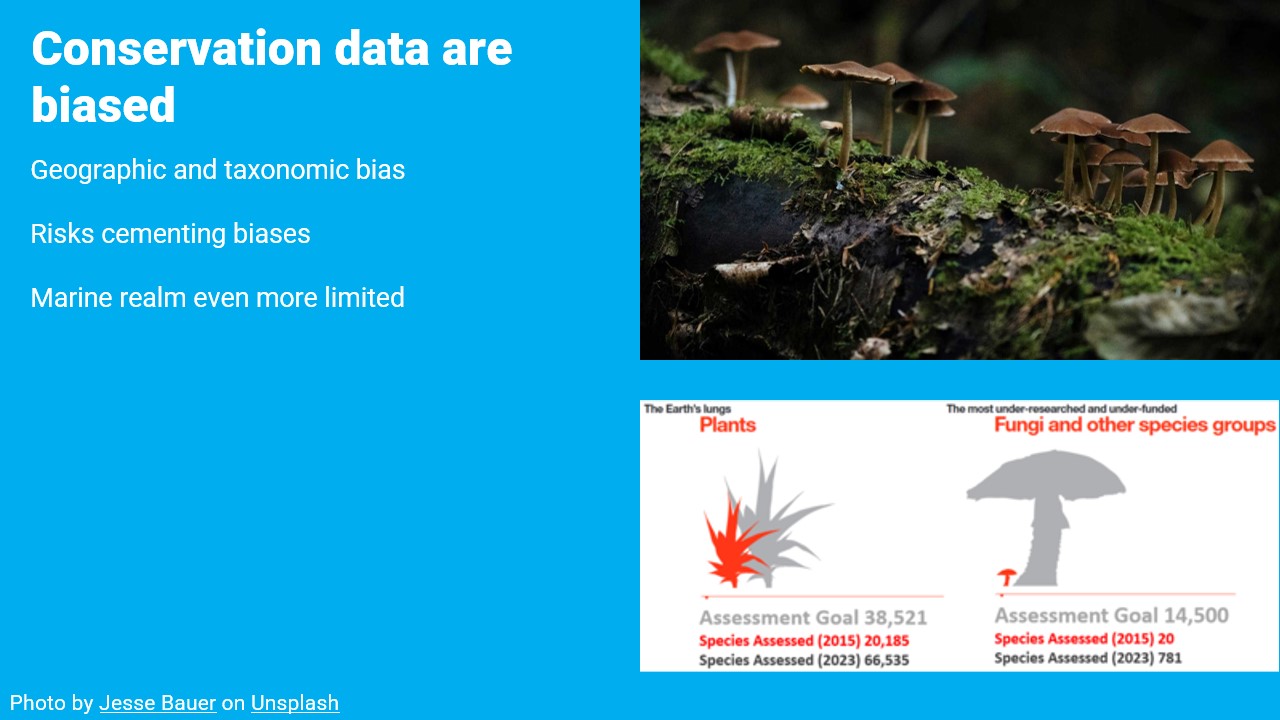 Conservation data are
biased
Geographic and taxonomic bias
Risks cementing biases
Marine realm even more limited
The Earth's lungs
Plants
Assessment Goal 38,521
Species Assessed (2015) 20,185
Species Assessed (2023) 66,535
The most under-researched and under-funded
Fungi and other species groups
Assessment Goal 14,500
Species Assessed (2015) 20
Species Assessed (2023) 781
Photo by Jesse Bauer on Unsplash